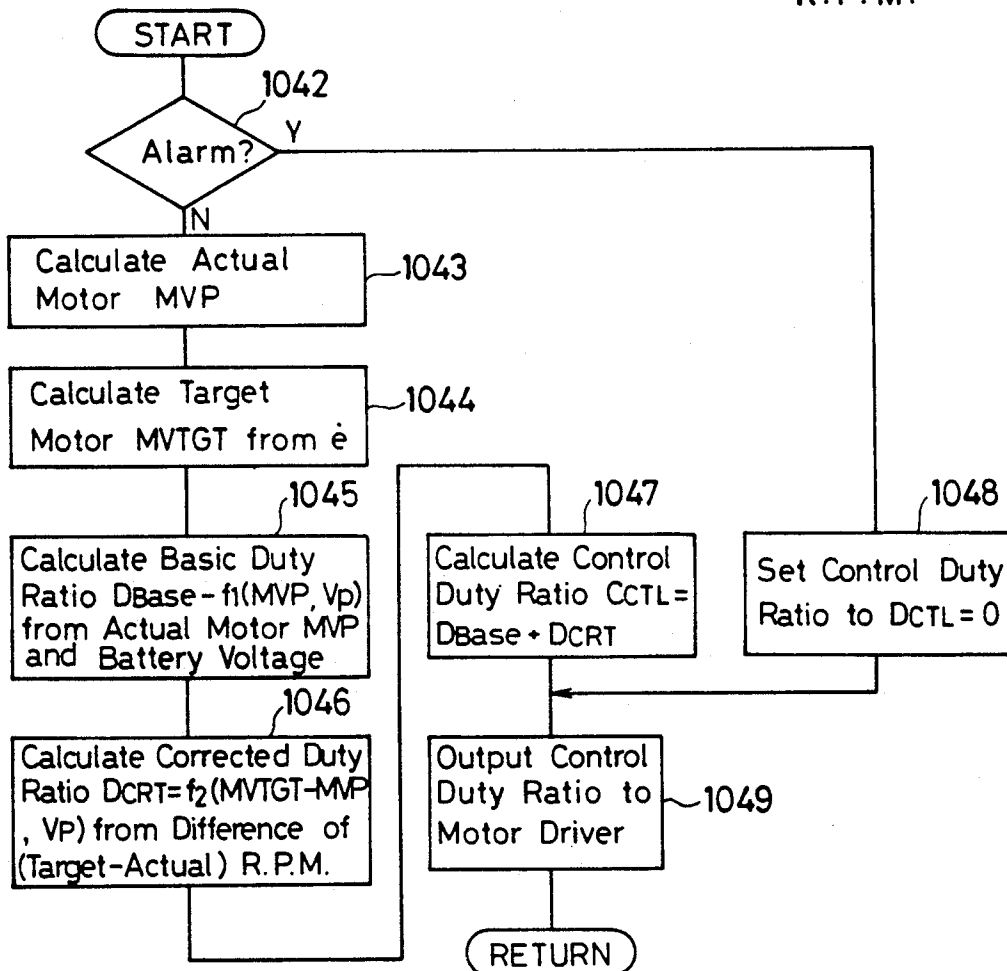 R.P.M.
START
1042
Alarm?
Y
N
Calculate Actual
Motor MVP
1043
Calculate Target
Motor MVTGT from ė
1044
1045
Calculate Basic Duty
Ratio DBase-f1(MVP, Vp)
from Actual Motor MVP
and Battery Voltage
1046
Calculate Corrected Duty
Ratio DCRT=f2(MVTGT-MVP
, VP) from Difference of
(Target-Actual) R.P.M.
1047
Calculate Control
Duty Ratio CCTL=
DBase + DCRT
1048
Set Control Duty
Ratio to DCTL=0
Output Control
Duty Ratio to
Motor Driver
1049
RETURN